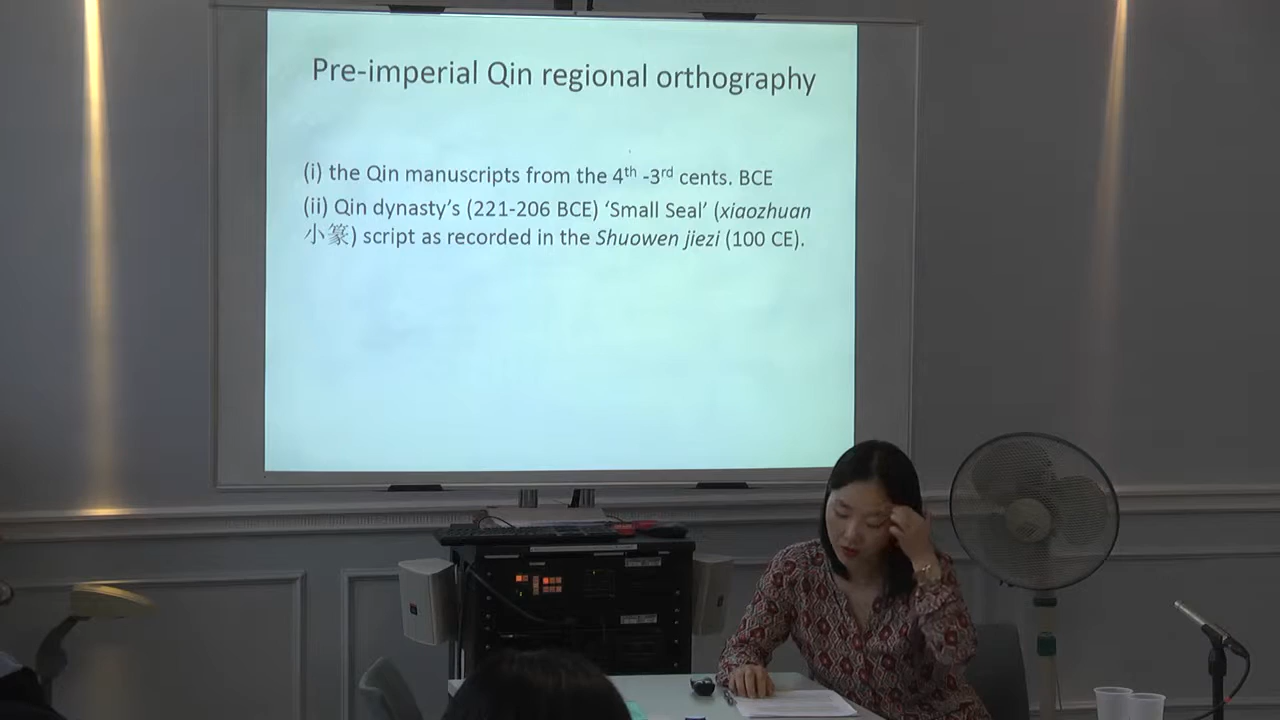 Pre-imperial Qin regional orthography
(i) the Qin manuscripts from the 4th -3rd cents. BCE
(ii) Qin dynasty’s (221-206 BCE) ‘Small Seal’ (xiaozhuan
小篆) script as recorded in the Shuowen jiezi (100 CE).